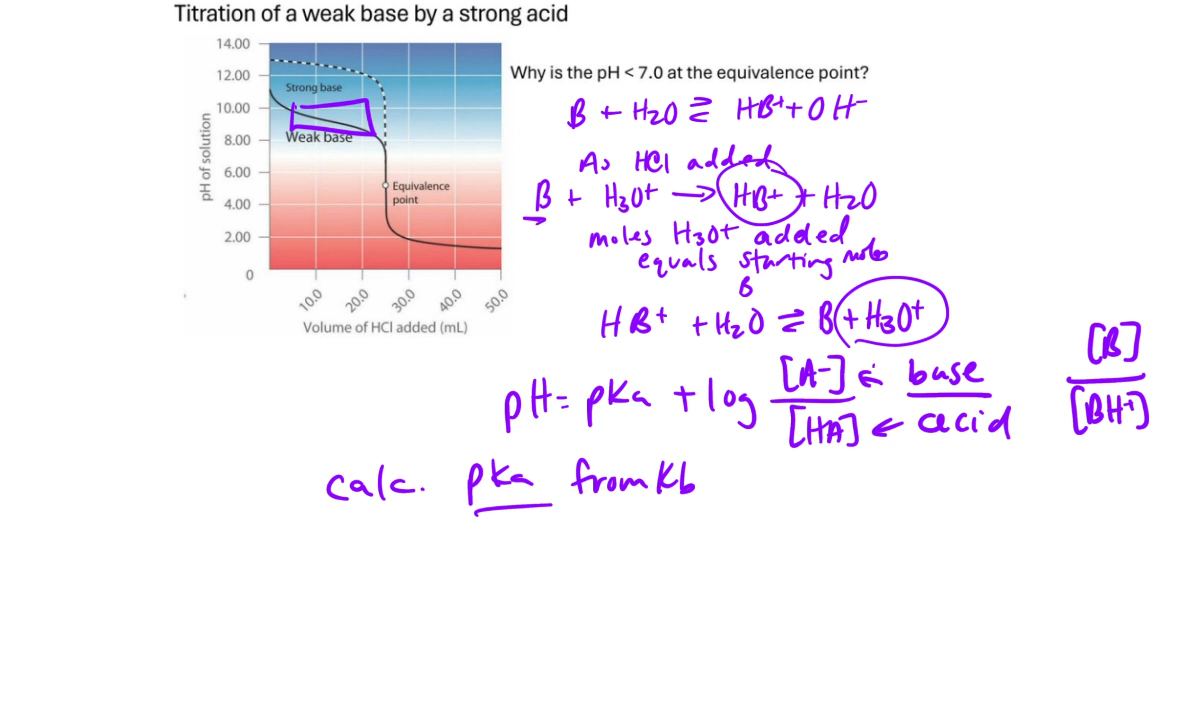 Titration of a weak base by a strong acid
14.00
12.00
10.00
8.00
6.00
4.00
2.00
0
pH of solution
Strong base
Weak base
Equivalence
point
10.0
20.0
30.0
40.0
50.0
Volume of HCl added (mL)
Why is the pH < 7.0 at the equivalence point?
B + H2O ⇌ HB+ + OH-
As HCl added
B + H3O+ → HB+ + H2O
moles H3O+ added
equals starting moles
B
HB+ + H2O ⇌ B + H3O+
pH = pKa + log [A-] ← base
[HA] ← acid
[B]
[BH+]
calc. pKa from Kb